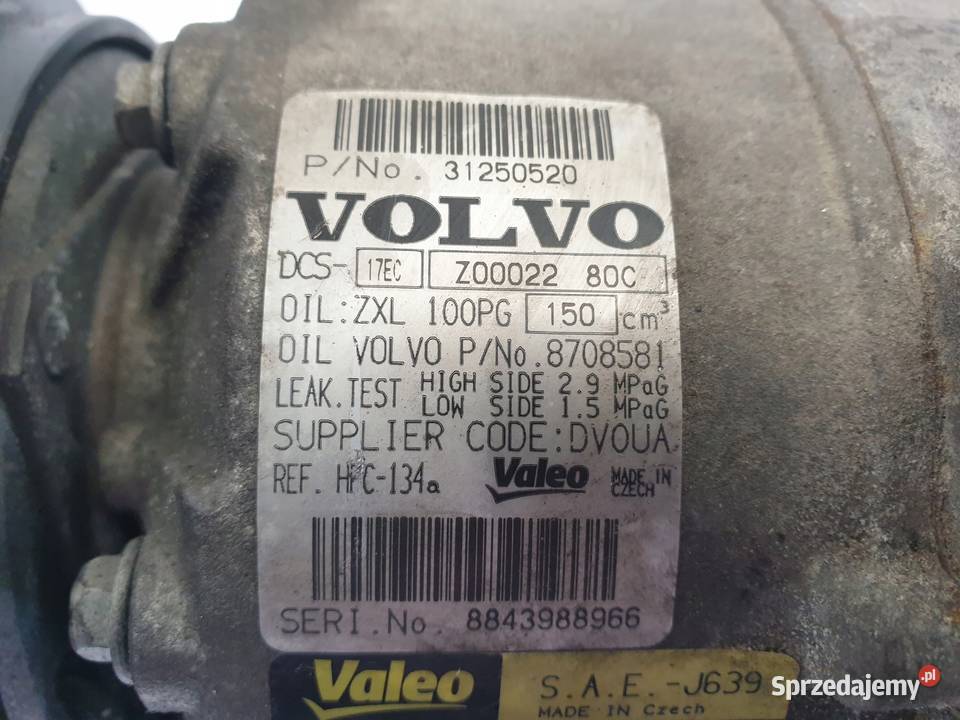 P/No. 31250520
VOLVO
DCS- 17EC Z00022 80C
OIL:ZXL 100PG 150 cm³
OIL VOLVO P/No.8708581
LEAK.TEST HIGH SIDE 2.9 MPaG
LOW SIDE 1.5 MPaG
SUPPLIER CODE:DVOUA
REF. HFC-134a Valeo MADE IN
CZECH
SERI.No. 8843988966
Valeo S.A.E.-J639
MADE IN Czech
Sprzedajemy.pl